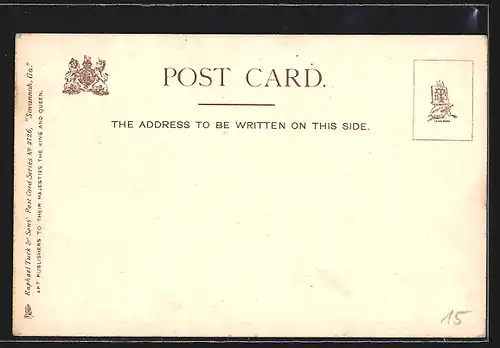 POST CARD.
THE ADDRESS TO BE WRITTEN ON THIS SIDE.
Raphael Tuck & Sons' Post Card Series Nº 2126, "Savannah, Ga."
ART PUBLISHERS TO THEIR MAJESTIES THE KING AND QUEEN.
15